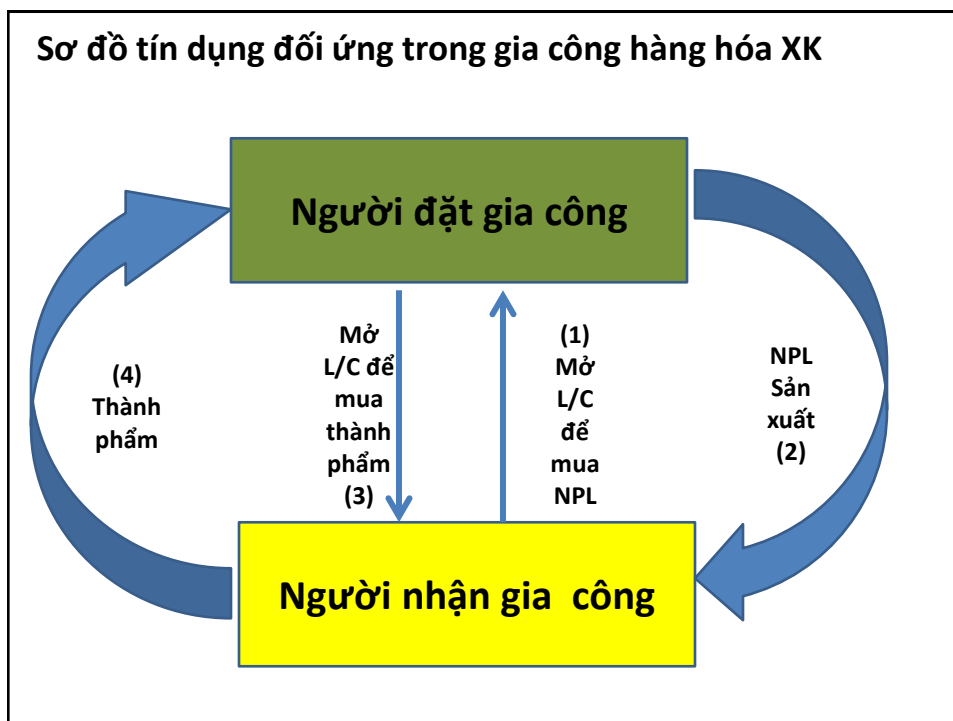 Sơ đồ tín dụng đối ứng trong gia công hàng hóa XK
Người đặt gia công
(4)
Thành
phẩm
Mở
L/C để
mua
thành
phẩm
(3)
(1)
Mở
L/C
để
mua
NPL
NPL
Sản
xuất
(2)
Người nhận gia công